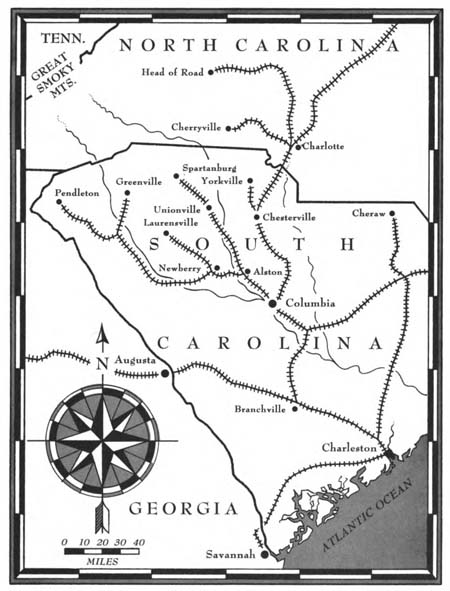 TENN.
NORTH CAROLINA
GREAT
SMOKY
MTS.
Head of Road
Cherryville
Charlotte
Spartanburg
Greenville
Yorkville
Pendleton
Unionville
Laurensville
Chesterville
Cheraw
SOUTH
Newberry
Alston
Columbia
CAROLINA
N
Augusta
Branchville
Charleston
GEORGIA
ATLANTIC OCEAN
0 10 20 30 40
MILES
Savannah